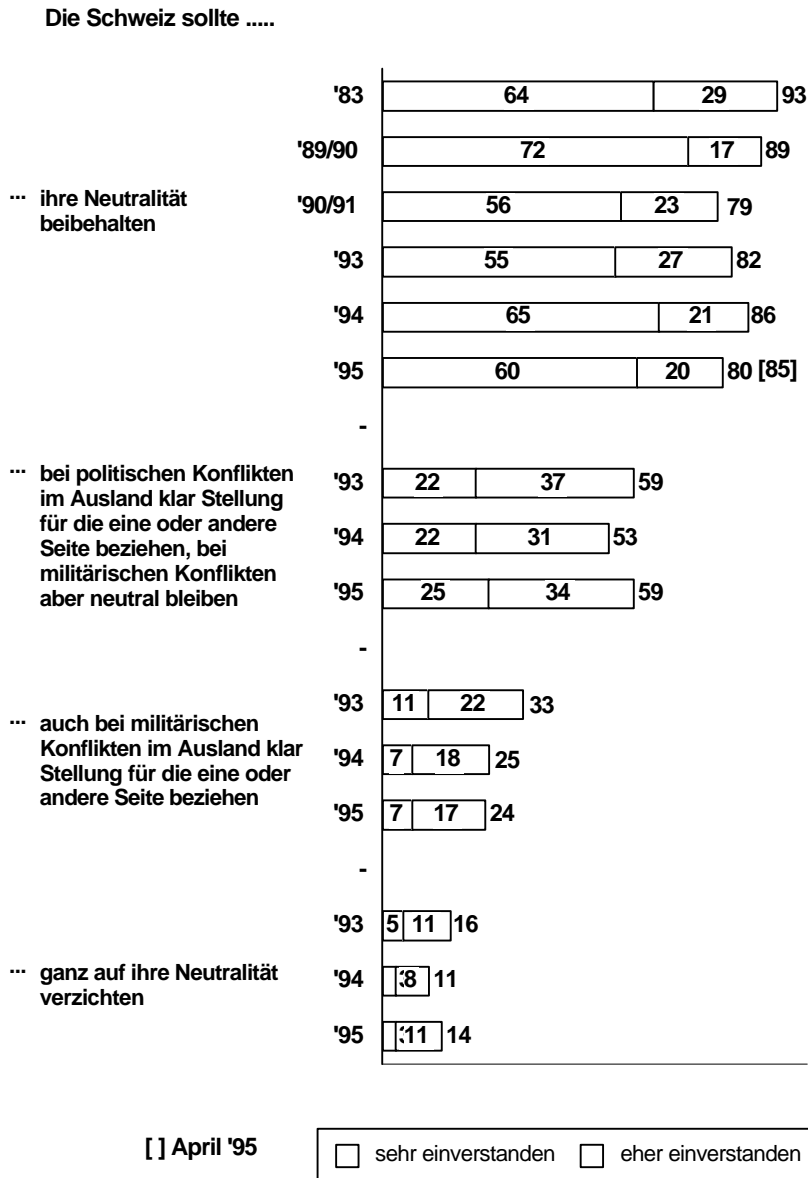 Die Schweiz sollte .....
'83 64 29 93
'89/90 72 17 89
... ihre Neutralität
beibehalten
'90/91 56 23 79
'93 55 27 82
'94 65 21 86
'95 60 20 80 [85]
-
... bei politischen Konflikten
im Ausland klar Stellung
für die eine oder andere
Seite beziehen, bei
militärischen Konflikten
aber neutral bleiben
'93 22 37 59
'94 22 31 53
'95 25 34 59
-
... auch bei militärischen
Konflikten im Ausland klar
Stellung für die eine oder
andere Seite beziehen
'93 11 22 33
'94 7 18 25
'95 7 17 24
-
... ganz auf ihre Neutralität
verzichten
'93 5 11 16
'94 8 11
'95 11 14
[ ] April '95
sehr einverstanden eher einverstanden